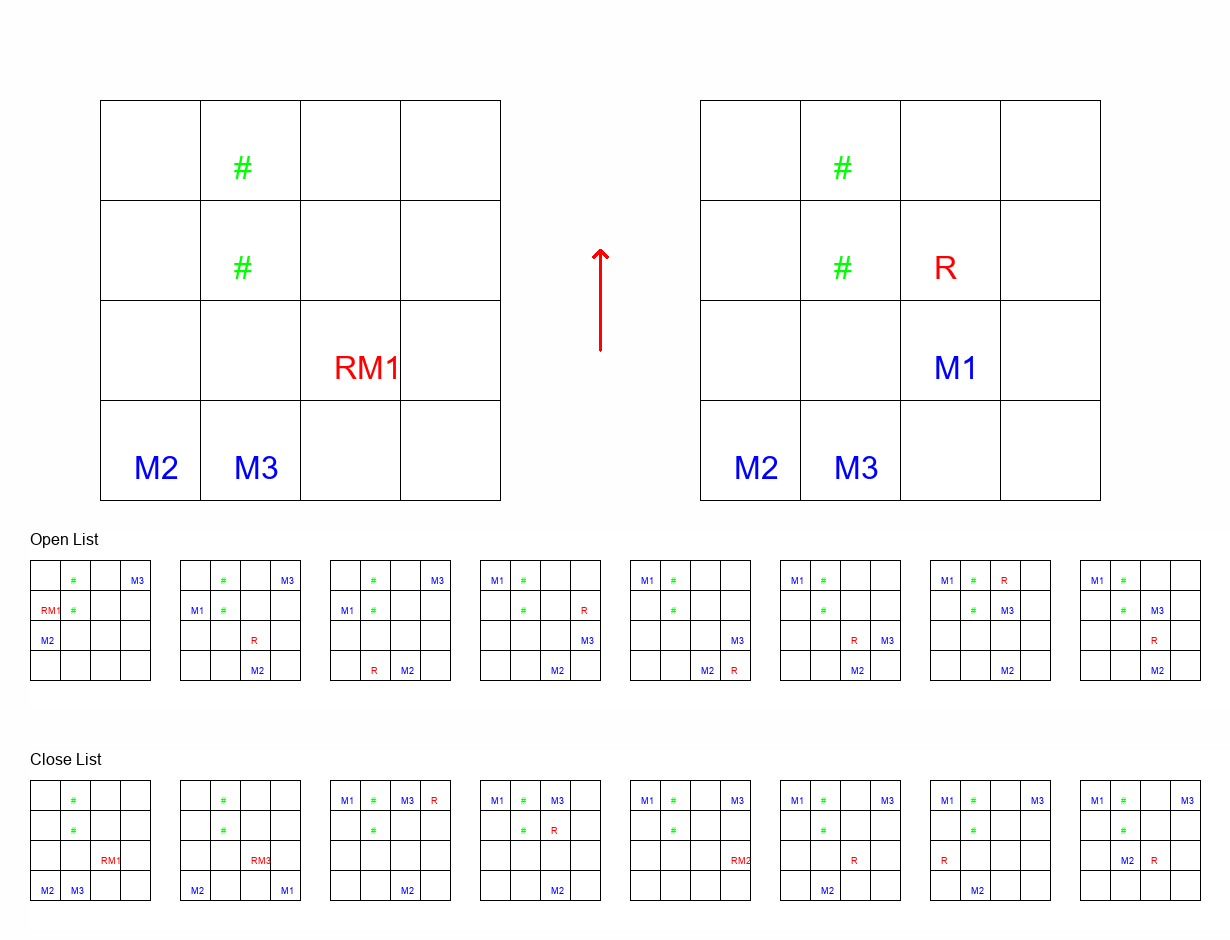 # #
# # R
RM1 M1
M2 M3 M2 M3
Open List
# M3 # M3 # M3 M1 # M1 # M1 # M1 # R M1 #
RM1 # M1 # M1 # # R # # # M3 # M3
M2 R M3 M3 R M3 R
M2 R M2 M2 M2 R M2 M2 M2
Close List
# # M1 # M3 R M1 # M3 M1 # M3 M1 # M3 M1 # M3 M1 # M3
# # # # R # # # #
RM1 RM3 RM2 R R M2 R
M2 M3 M2 M1 M2 M2 M2 M2